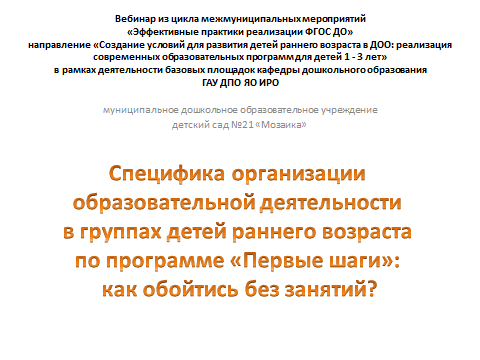 Вебинар из цикла межмуниципальных мероприятий
«Эффективные практики реализации ФГОС ДО»
направление «Создание условий для развития детей раннего возраста в ДОО: реализация
современных образовательных программ для детей 1 - 3 лет»
в рамках деятельности базовых площадок кафедры дошкольного образования
ГАУ ДПО ЯО ИРО
муниципальное дошкольное образовательное учреждение
детский сад №21 «Мозаика»
Специфика организации
образовательной деятельности
в группах детей раннего возраста
по программе «Первые шаги»:
как обойтись без занятий?